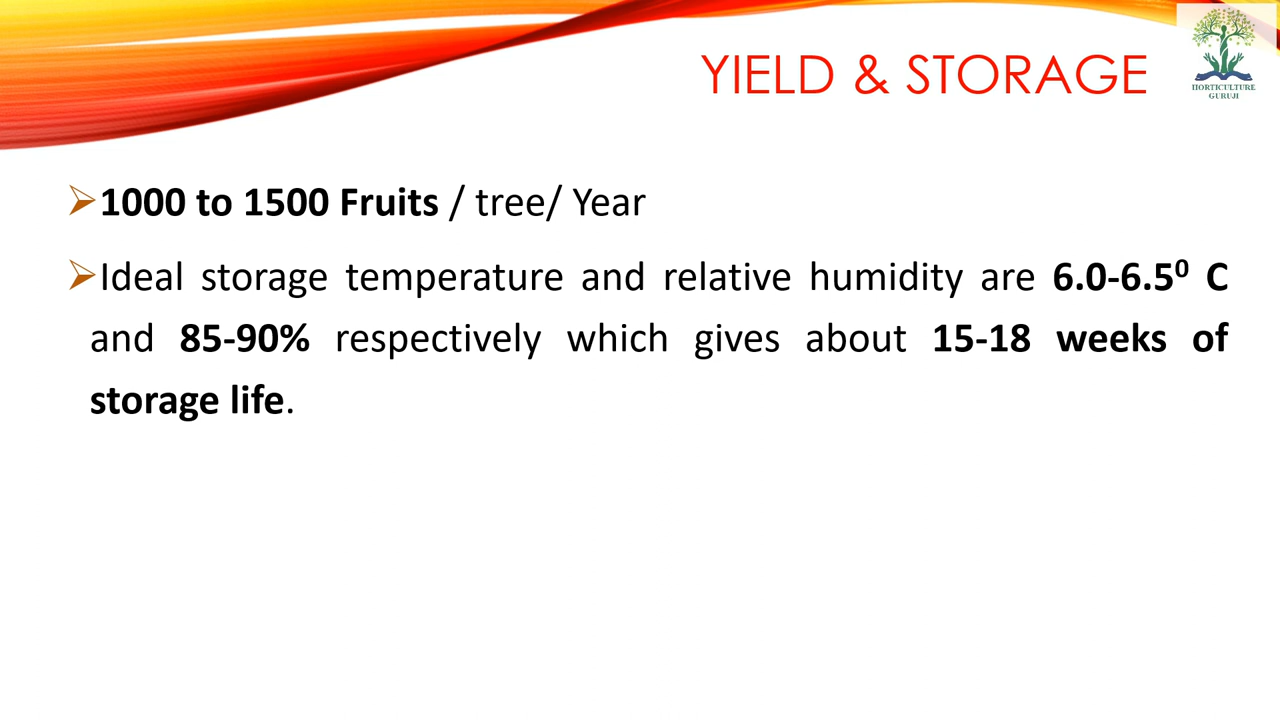 YIELD & STORAGE
HORTICULTURE
GURUJI
➢1000 to 1500 Fruits / tree/ Year
➢Ideal storage temperature and relative humidity are 6.0-6.5⁰ C
and 85-90% respectively which gives about 15-18 weeks of
storage life.